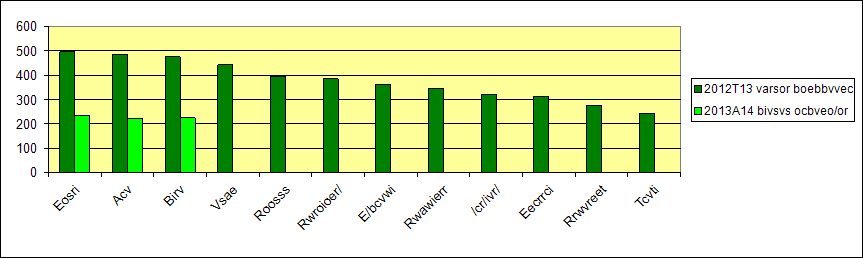 600
500
400
300
200
100
0
Eosri
Acv
Birv
Vsae
Roosss
Rwroioer/
E/bcvwi
Rwawierr
/cr/ivr/
Eecrrci
Rrwvreet
Tcvti
2012T13 varsor boebbvvec
2013A14 bivsvs ocbveo/or